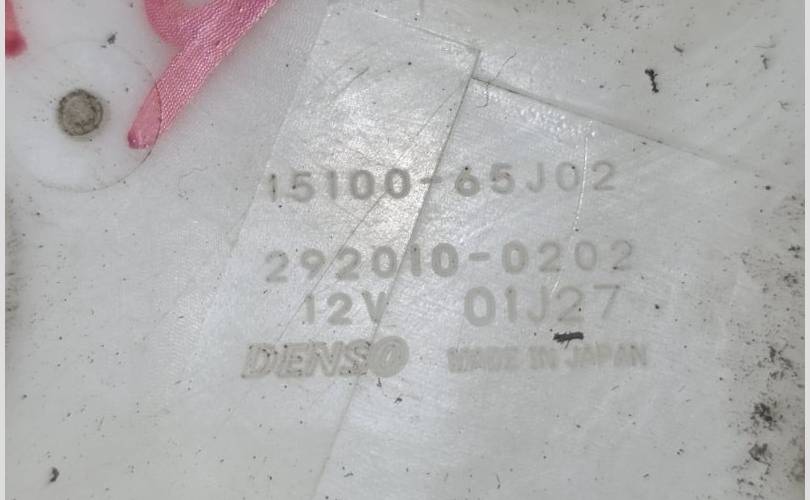 15100-65J02
292010-0202
12V 01J27
DENSO MADE IN JAPAN